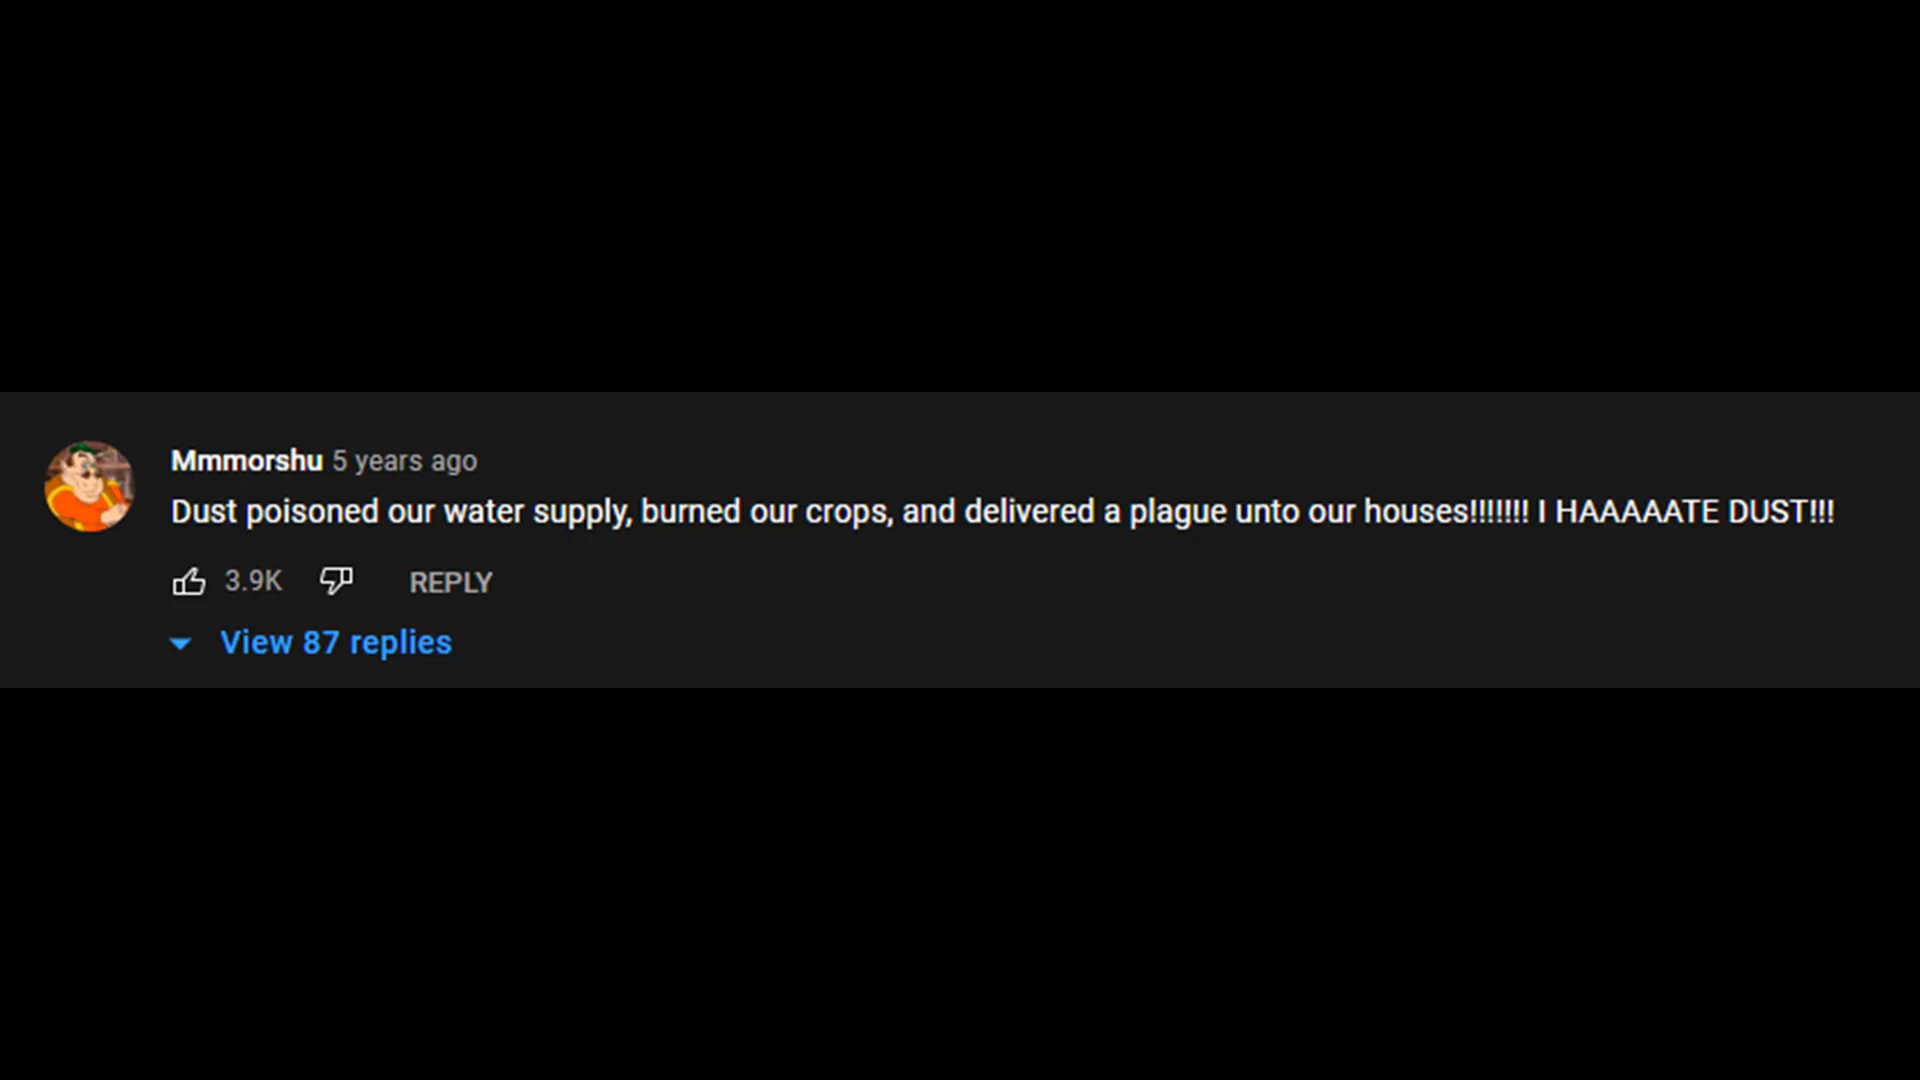 Mmmorshu 5 years ago
Dust poisoned our water supply, burned our crops, and delivered a plague unto our houses!!!!!!! I HAAAAATE DUST!!!
3.9K REPLY
View 87 replies